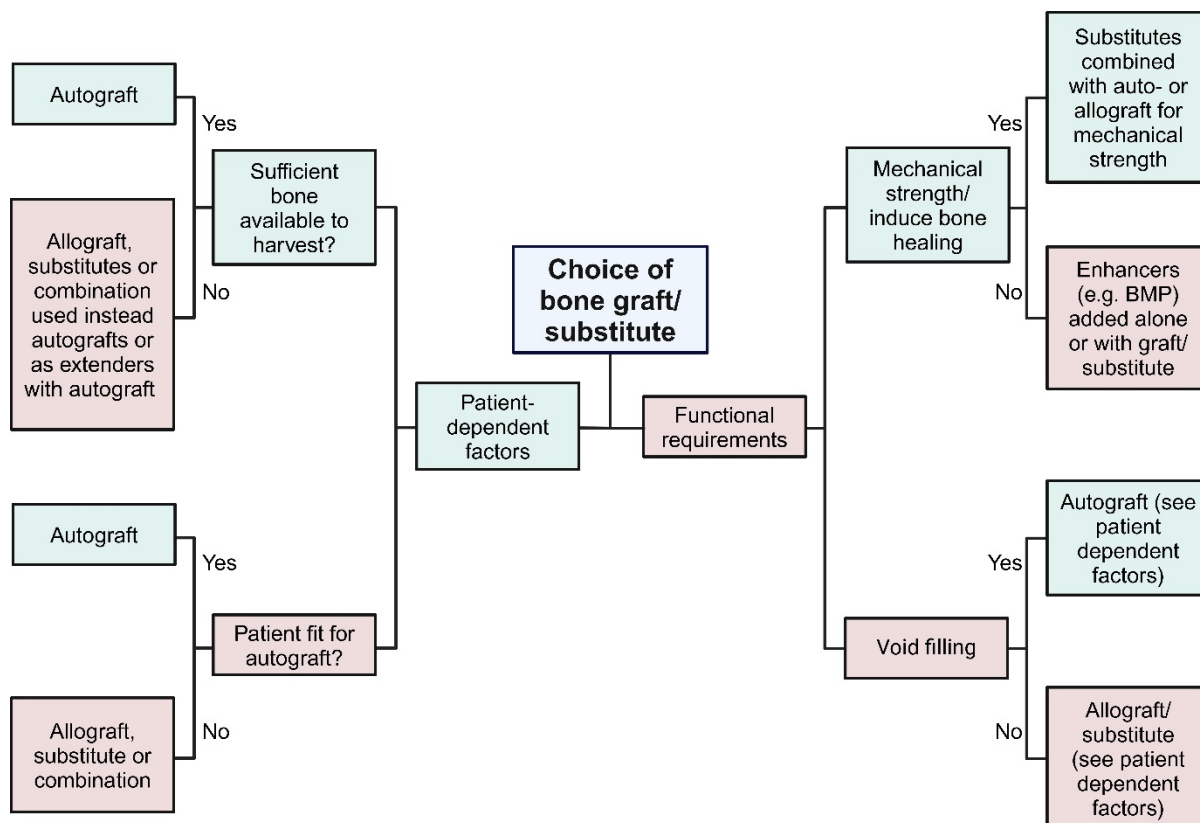 Choice of
bone graft/
substitute
Patient-
dependent
factors
Sufficient
bone
available to
harvest?
Yes
Autograft
No
Allograft,
substitutes or
combination
used instead
autografts or
as extenders
with autograft
Patient fit for
autograft?
Yes
Autograft
No
Allograft,
substitute or
combination
Functional
requirements
Mechanical
strength/
induce bone
healing
Yes
Substitutes
combined
with auto- or
allograft for
mechanical
strength
No
Enhancers
(e.g. BMP)
added alone
or with graft/
substitute
Void filling
Yes
Autograft (see
patient
dependent
factors)
No
Allograft/
substitute
(see patient
dependent
factors)